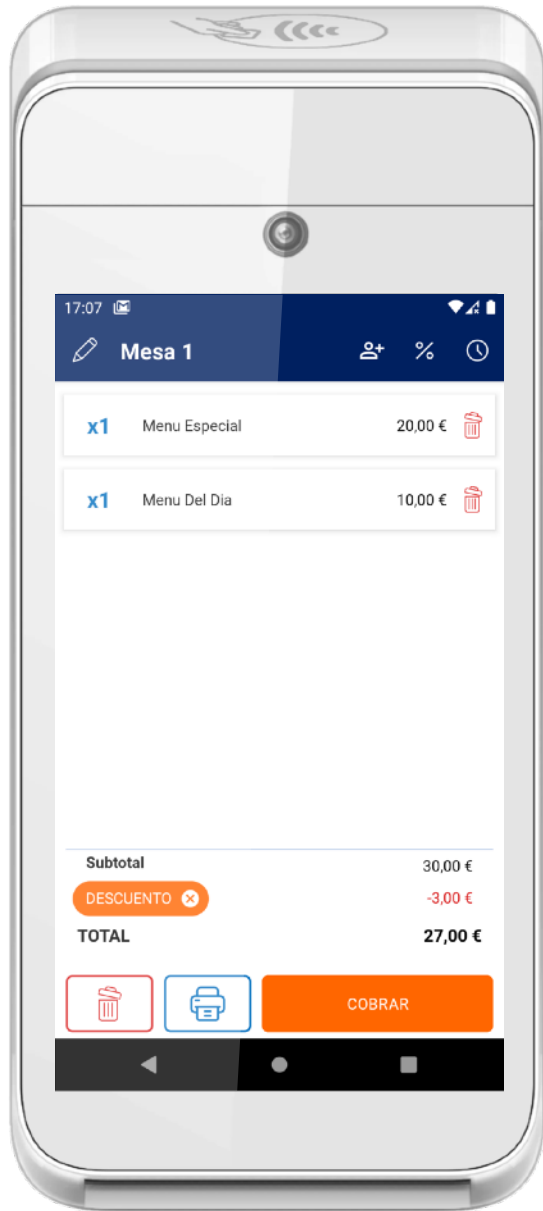 17:07
Mesa 1 %
x1 Menu Especial 20,00 €
x1 Menu Del Dia 10,00 €
Subtotal 30,00 €
DESCUENTO -3,00 €
TOTAL 27,00 €
COBRAR